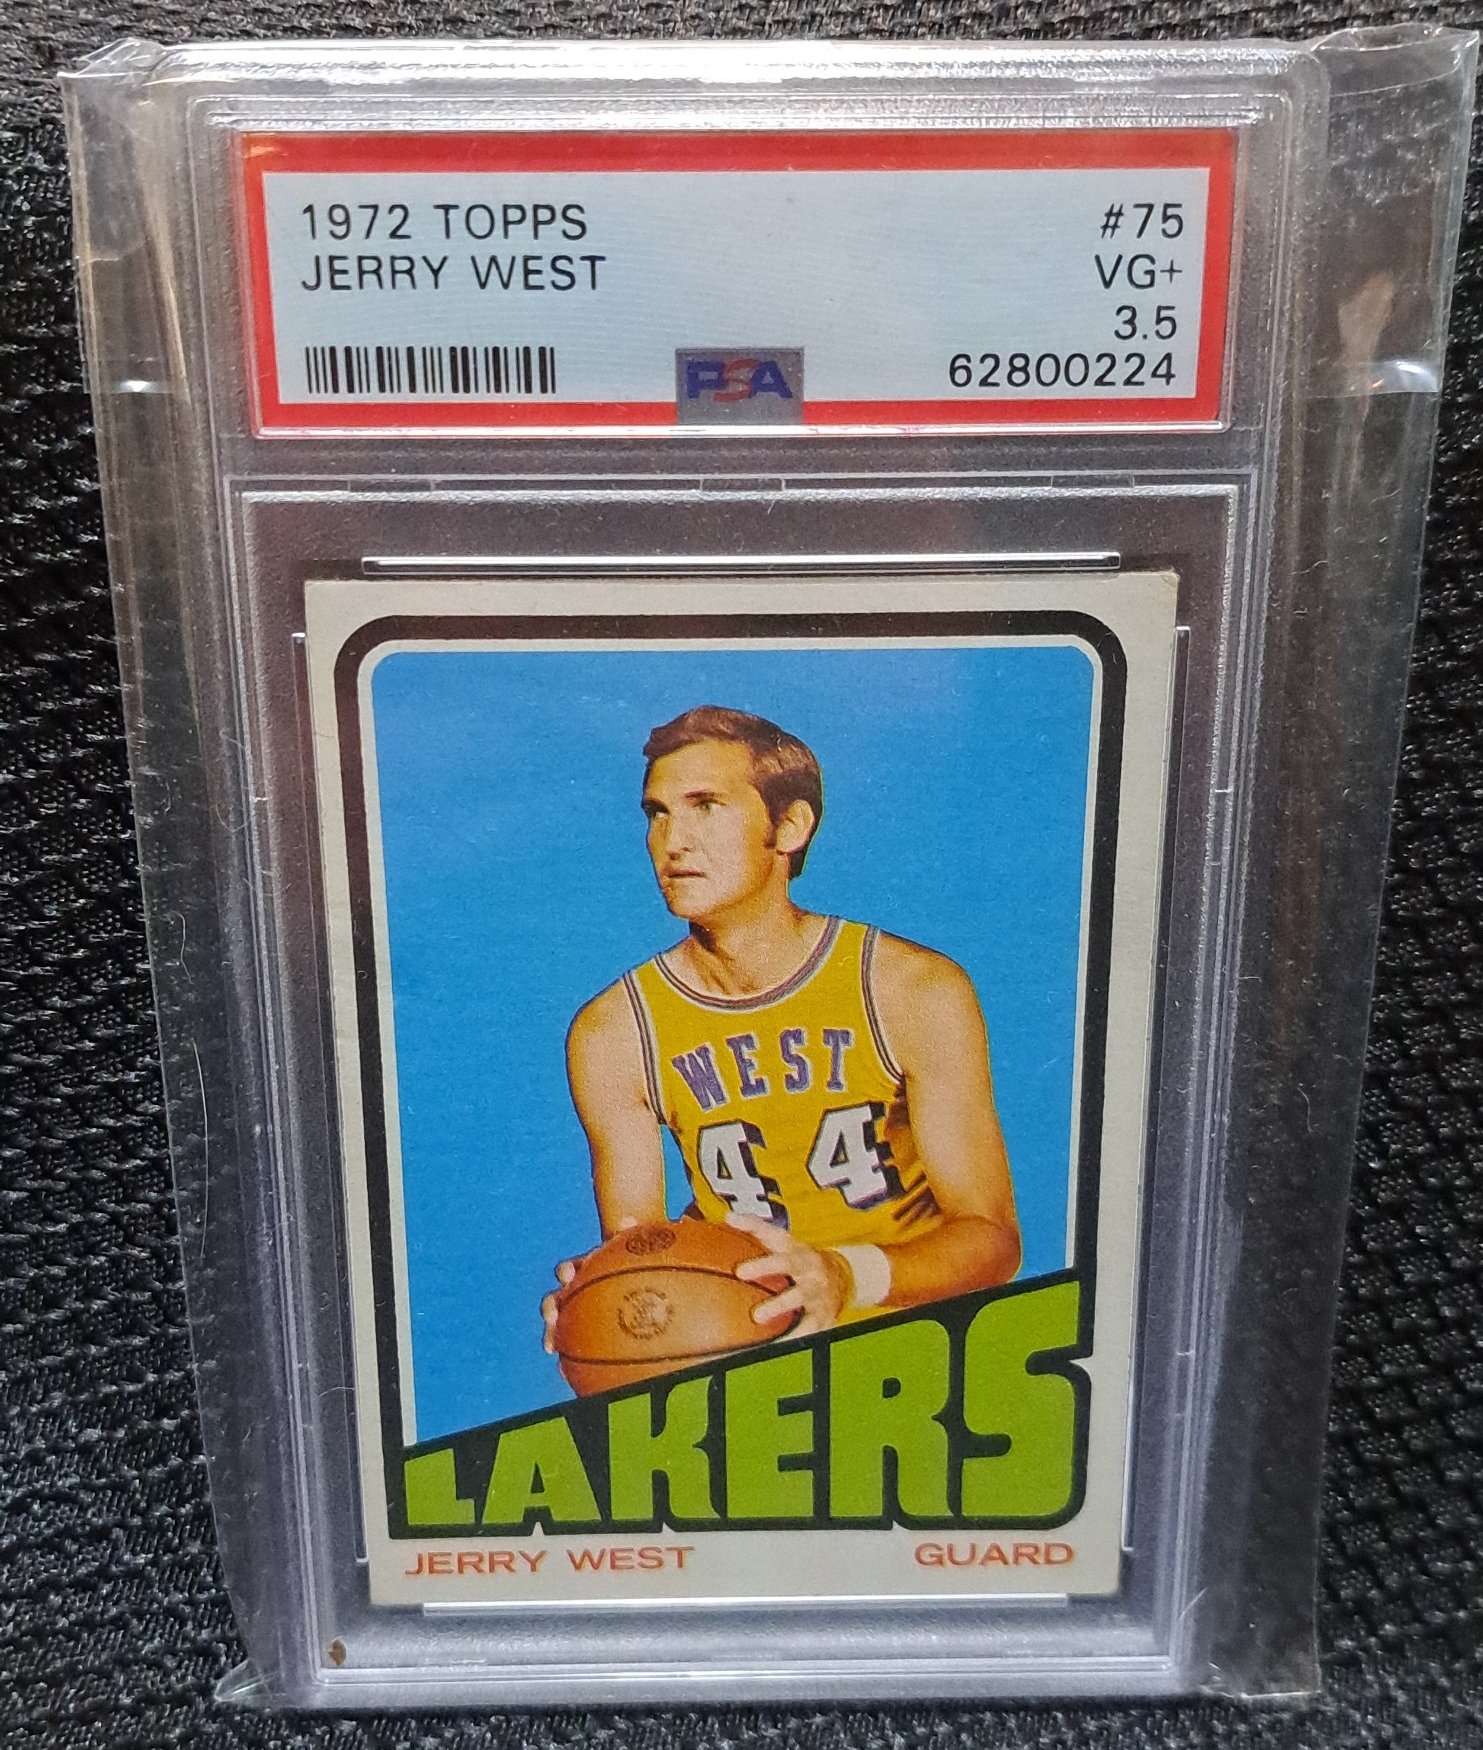 1972 TOPPS #75
JERRY WEST VG+
3.5
PSA 62800224
WEST
44
LAKERS
JERRY WEST GUARD